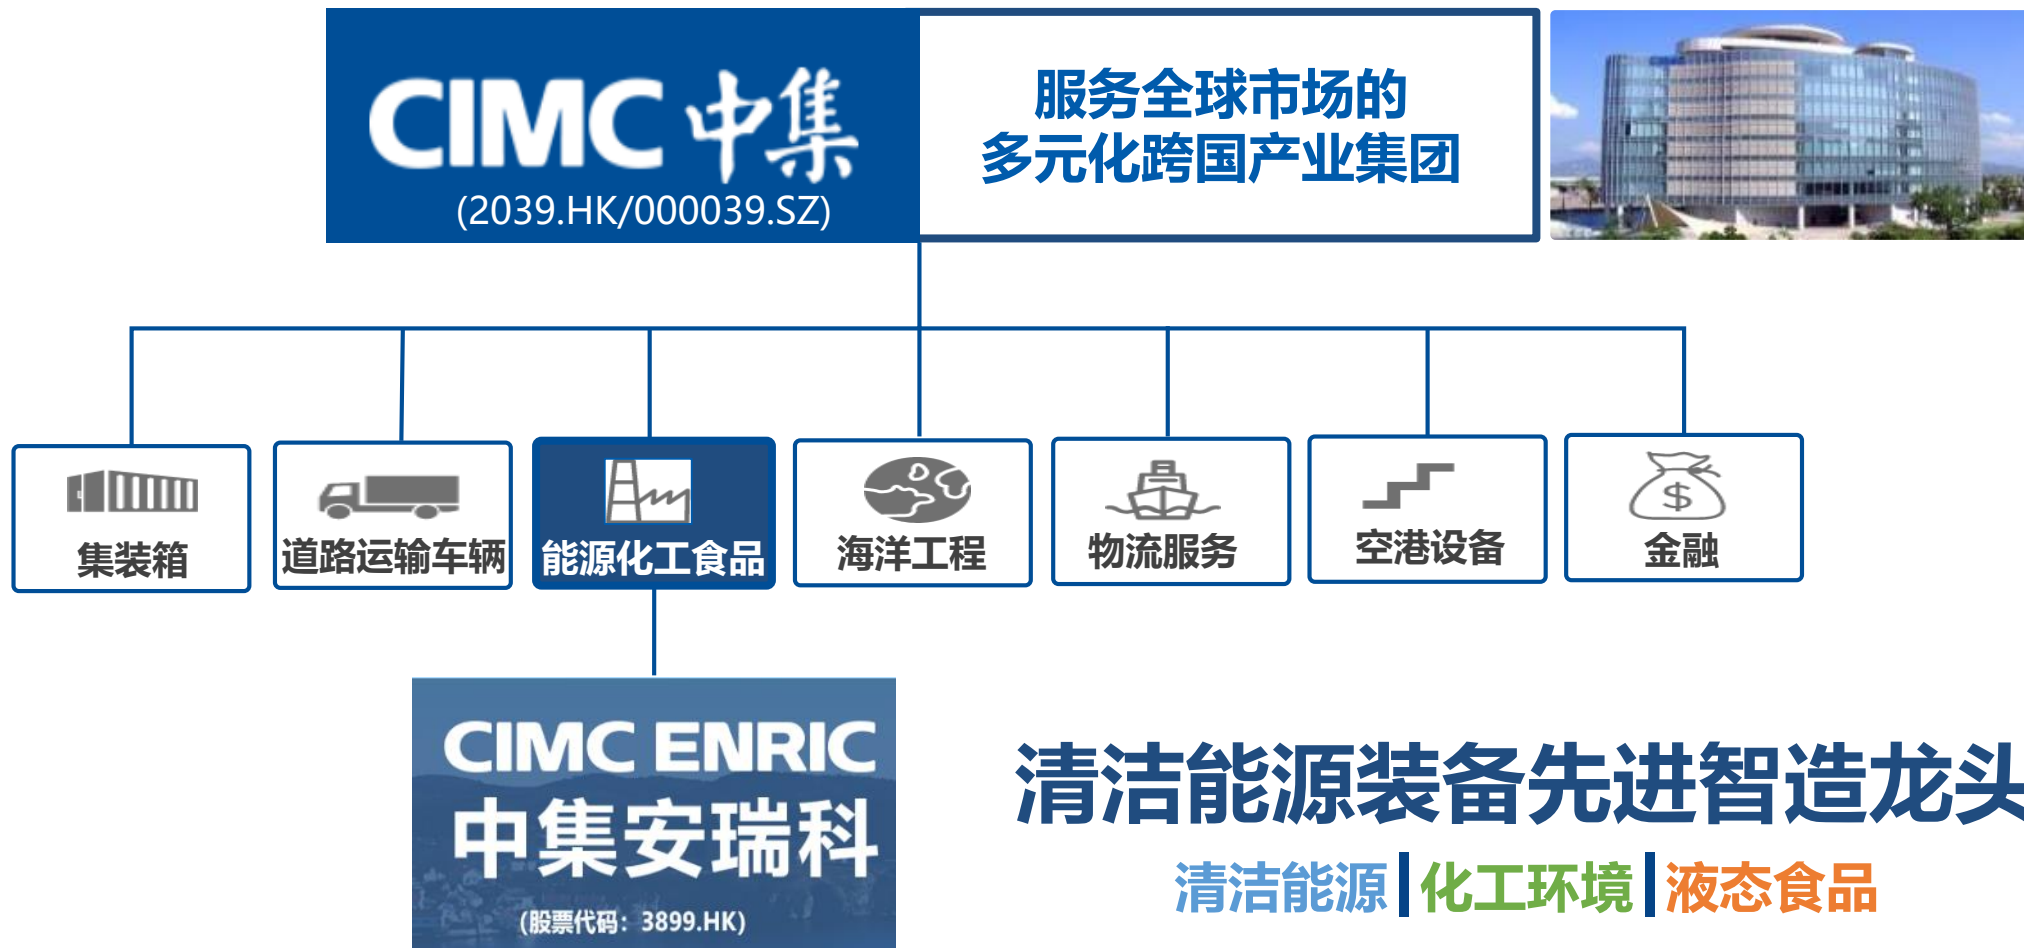 CIMC 中集
(2039.HK/000039.SZ)
服务全球市场的
多元化跨国产业集团
集装箱
道路运输车辆
能源化工食品
海洋工程
物流服务
空港设备
金融
$
CIMC ENRIC
中集安瑞科
(股票代码：3899.HK)
清洁能源装备先进智造龙头
清洁能源 化工环境 液态食品